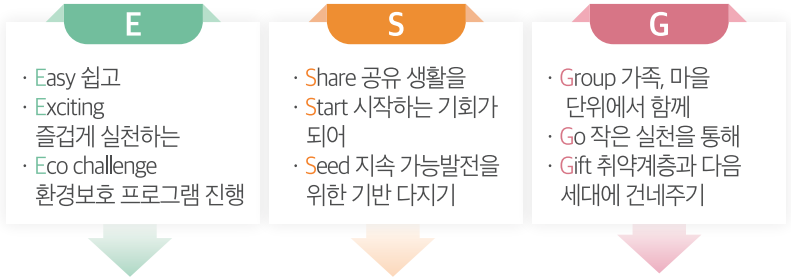 E
· Easy 쉽고
· Exciting
즐겁게 실천하는
· Eco challenge
환경보호 프로그램 진행
S
· Share 공유 생활을
· Start 시작하는 기회가
되어
· Seed 지속 가능발전을
위한 기반 다지기
G
· Group 가족, 마을
단위에서 함께
· Go 작은 실천을 통해
· Gift 취약계층과 다음
세대에 건네주기